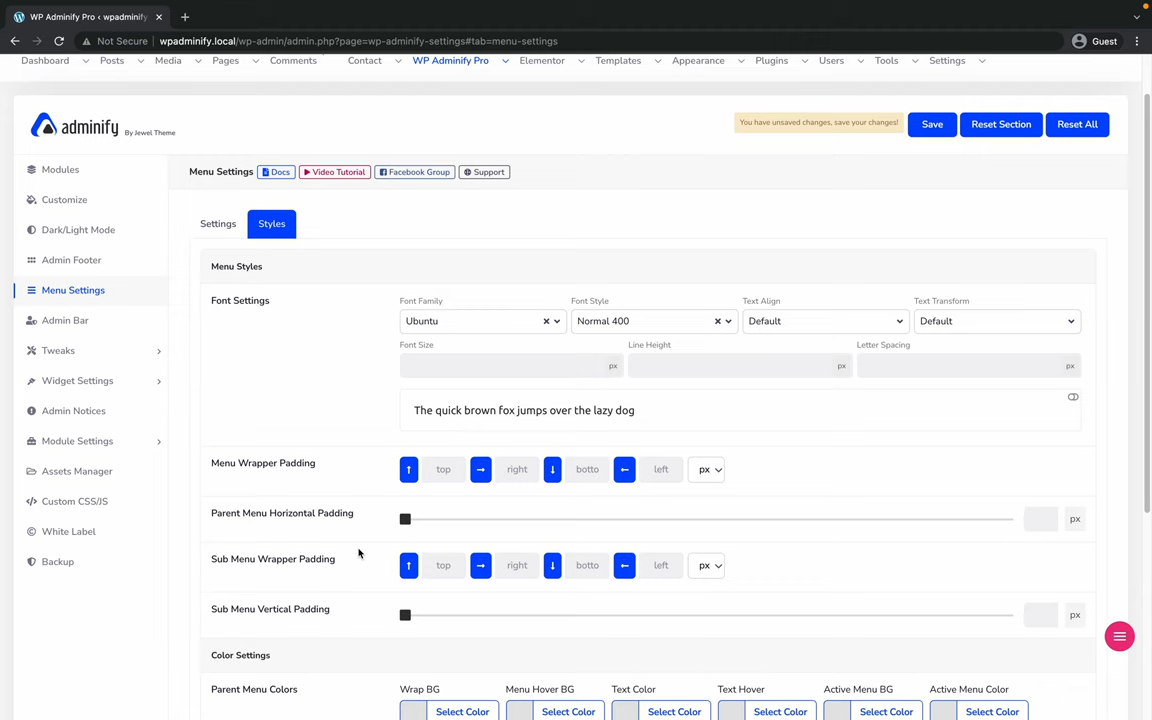 WP Adminify Pro ‹ wpadminify
Not Secure wpadminify.local/wp-admin/admin.php?page=wp-adminify-settings#tab=menu-settings Guest
Dashboard Posts Media Pages Comments Contact WP Adminify Pro Elementor Templates Appearance Plugins Users Tools Settings
adminify By Jewel Theme
You have unsaved changes, save your changes! Save Reset Section Reset All
Modules
Customize
Dark/Light Mode
Admin Footer
Menu Settings
Admin Bar
Tweaks
Widget Settings
Admin Notices
Module Settings
Assets Manager
Custom CSS/JS
White Label
Backup
Menu Settings Docs Video Tutorial Facebook Group Support
Settings Styles
Menu Styles
Font Settings
Font Family Font Style Text Align Text Transform
Ubuntu Normal 400 Default Default
Font Size Line Height Letter Spacing
px px px
The quick brown fox jumps over the lazy dog
Menu Wrapper Padding top right botto left px
Parent Menu Horizontal Padding px
Sub Menu Wrapper Padding top right botto left px
Sub Menu Vertical Padding px
Color Settings
Parent Menu Colors Wrap BG Menu Hover BG Text Color Text Hover Active Menu BG Active Menu Color
Select Color Select Color Select Color Select Color Select Color Select Color